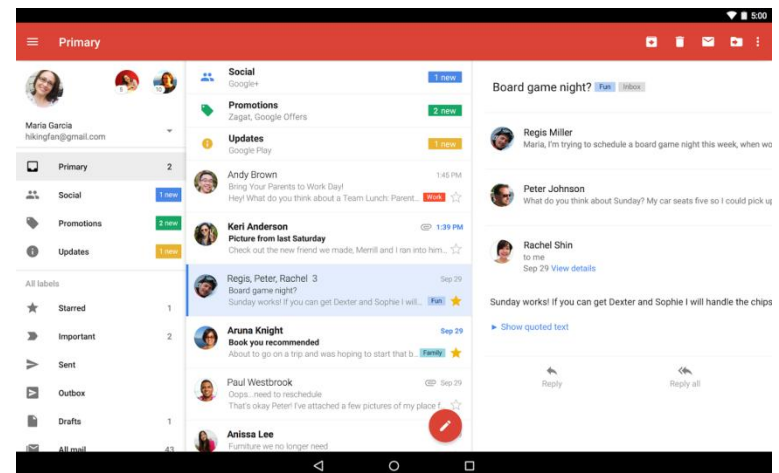 5:00
Primary
Maria Garcia
hikingfan@gmail.com
Primary 2
Social 1 new
Promotions 2 new
Updates 1 new
All labels
Starred 1
Important 2
Sent
Outbox
Drafts 1
All mail 43
Social 1 new
Google+
Promotions 2 new
Zagat, Google Offers
Updates 1 new
Google Play
Andy Brown 1:45 PM
Bring Your Parents to Work Day!
Hey! What do you think about a Team Lunch: Parent... Work
Keri Anderson 1:39 PM
Picture from last Saturday
Check out the new friend we made, Merrill and I ran into him...
Regis, Peter, Rachel 3 Sep 29
Board game night?
Sunday works! If you can get Dexter and Sophie I will... Fun
Aruna Knight Sep 29
Book you recommended
About to go on a trip and was hoping to start that b... Family
Paul Westbrook Sep 29
Oops...need to reschedule
That's okay Peter! I've attached a few pictures of my place f...
Anissa Lee
Furniture we no longer need
Board game night? Fun Inbox
Regis Miller
Maria, I'm trying to schedule a board game night this week, when wo
Peter Johnson
What do you think about Sunday? My car seats five so I could pick up
Rachel Shin
to me
Sep 29 View details
Sunday works! If you can get Dexter and Sophie I will handle the chips
Show quoted text
Reply Reply all